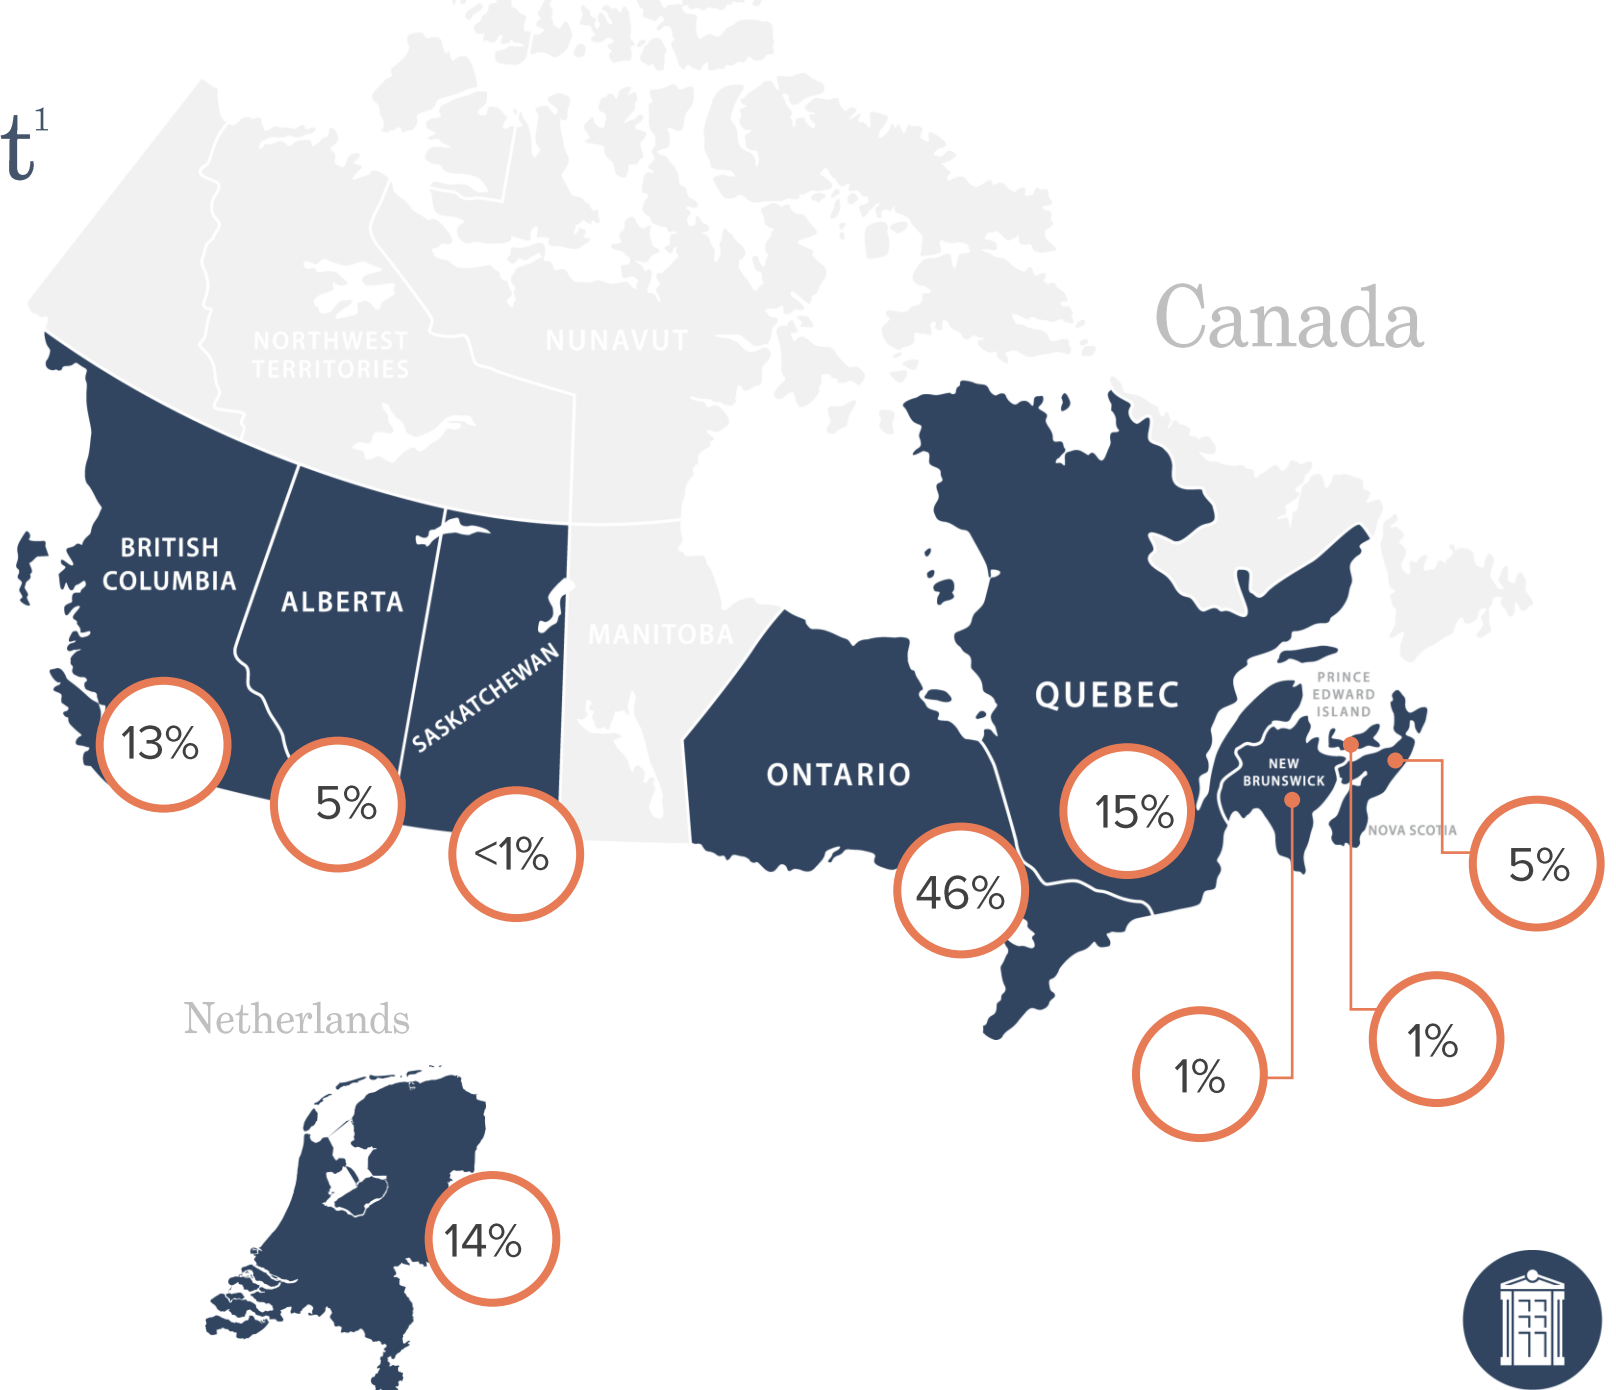 t¹
Canada
NORTHWEST
TERRITORIES
NUNAVUT
BRITISH
COLUMBIA
ALBERTA
SASKATCHEWAN
MANITOBA
ONTARIO
QUEBEC
PRINCE
EDWARD
ISLAND
NEW
BRUNSWICK
NOVA SCOTIA
13%
5%
<1%
46%
15%
5%
1%
1%
Netherlands
14%